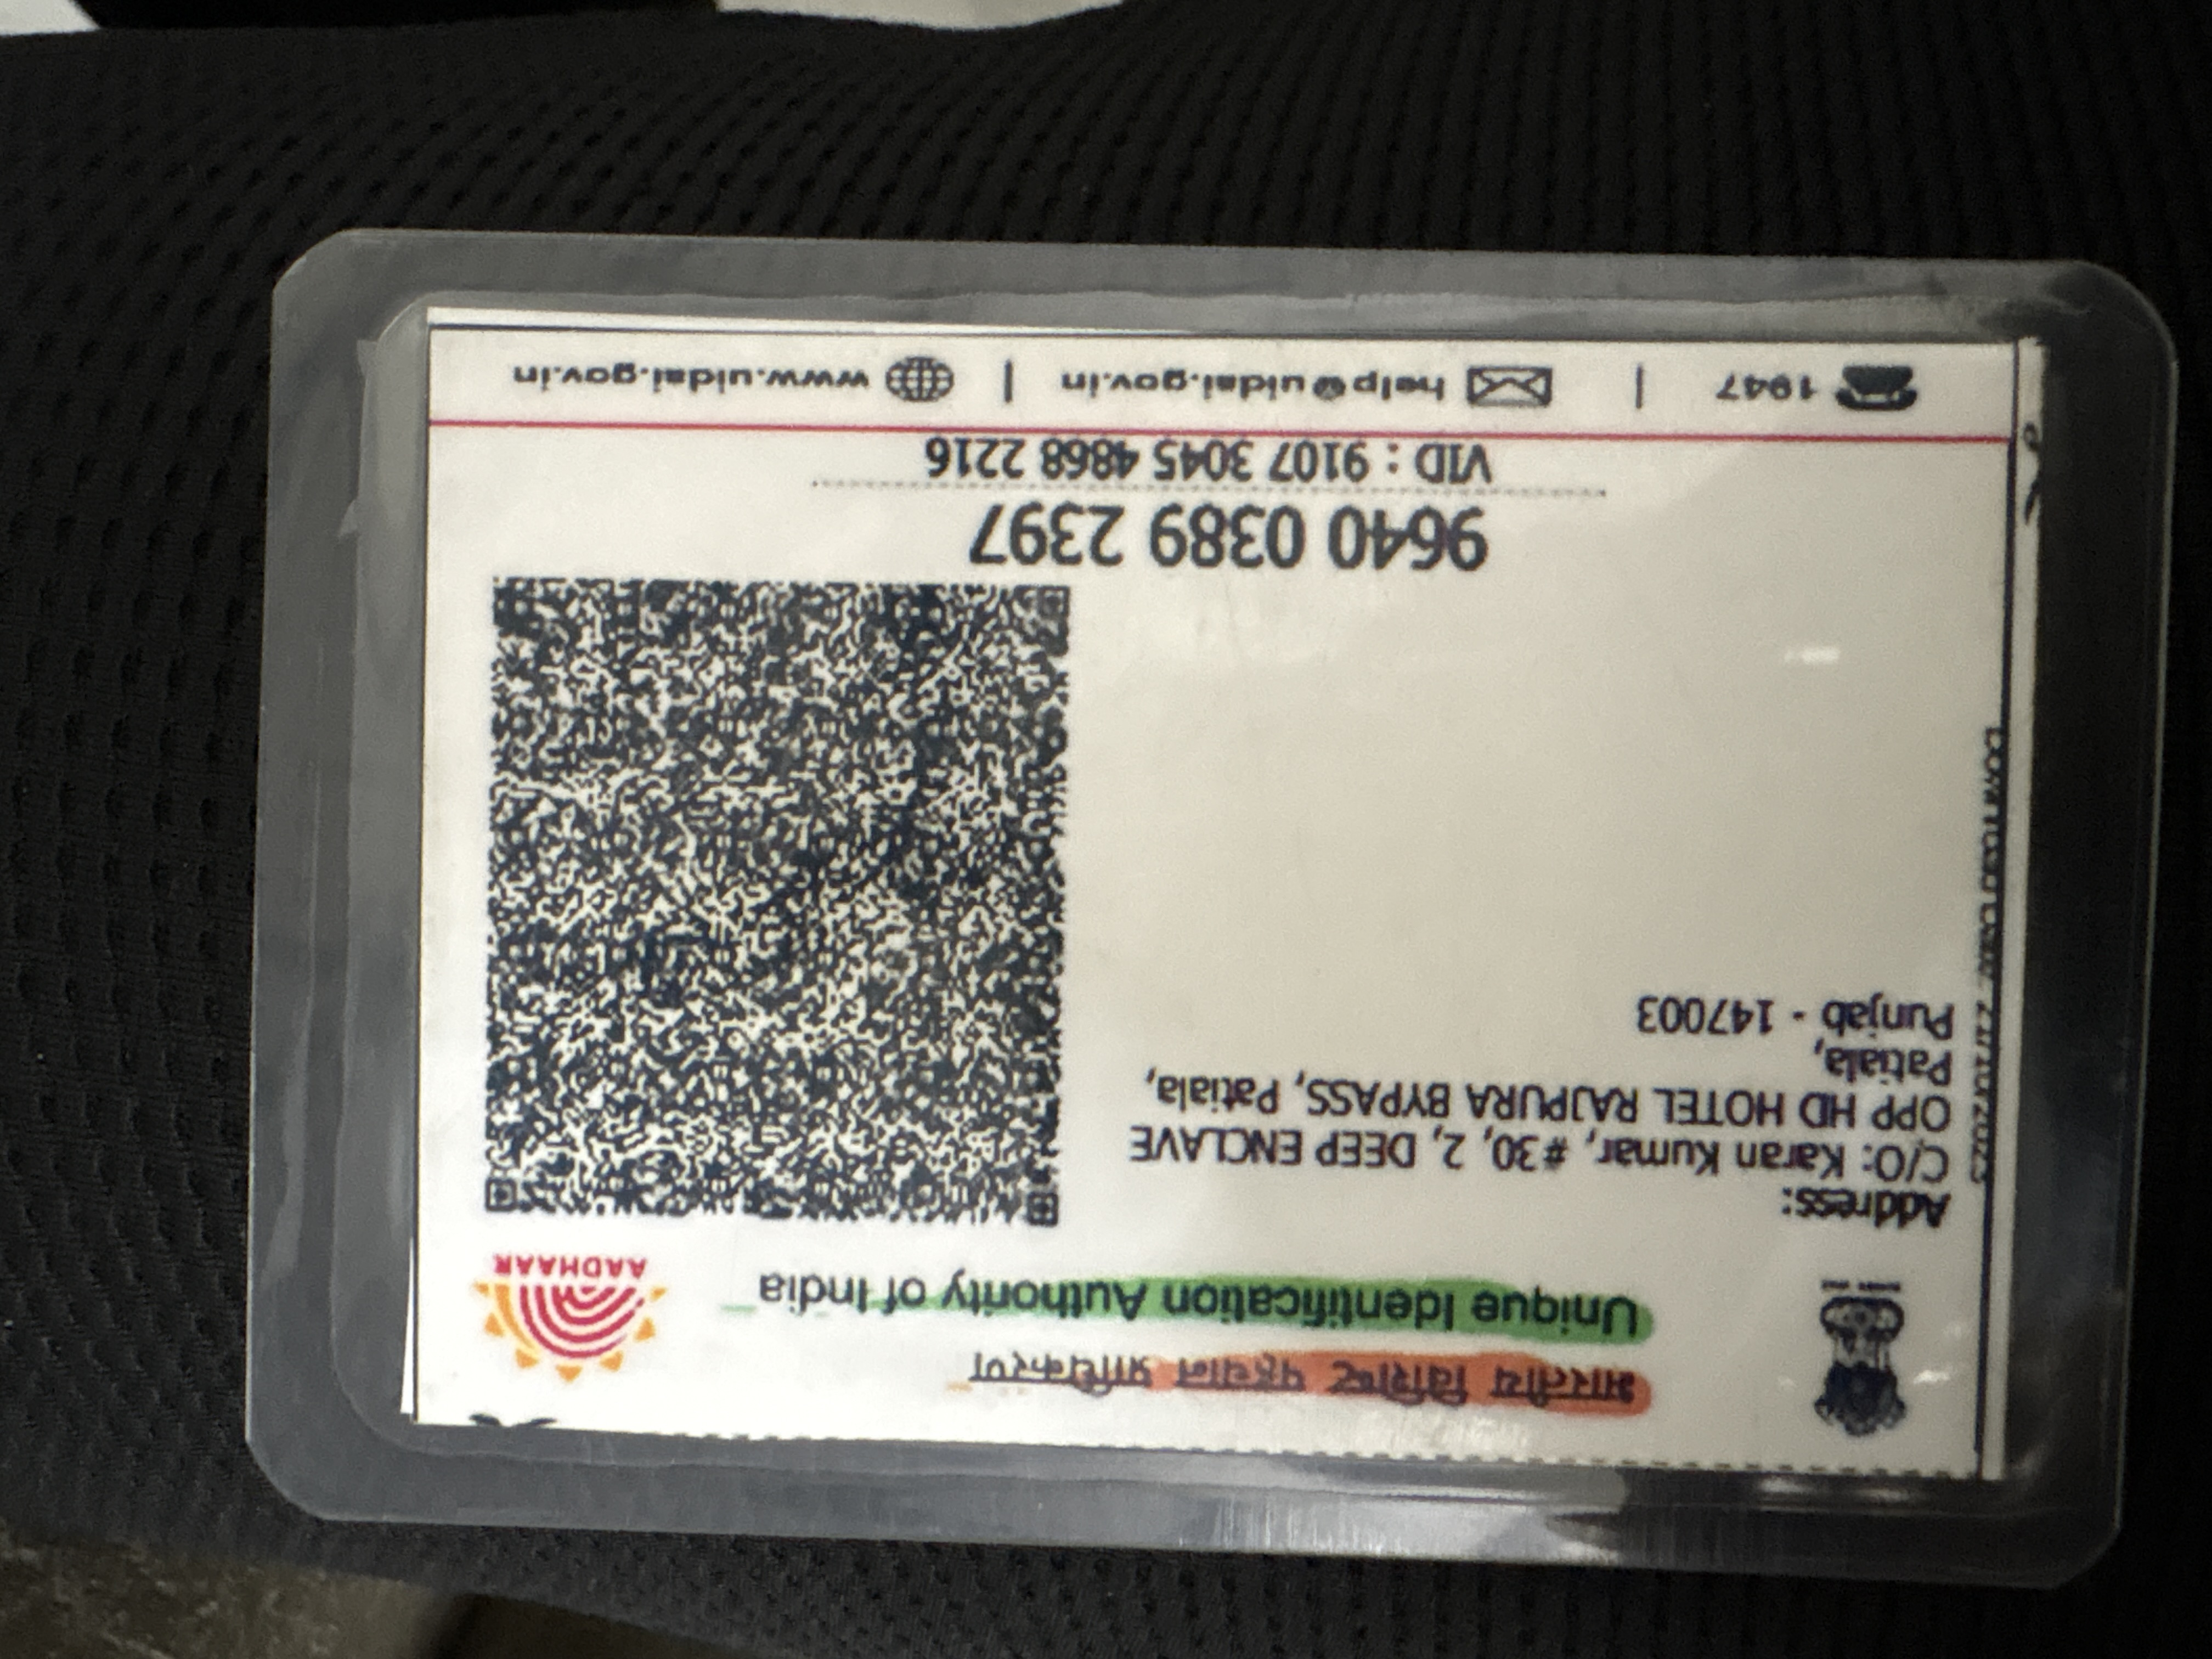 भारतीय विशिष्ट पहचान प्राधिकरण
Unique Identification Authority of India
AADHAAR
Address:
C/O: Karan Kumar, #30, 2, DEEP ENCLAVE
OPP HD HOTEL RAJPURA BYPASS, Patiala,
Patiala,
Punjab - 147003
9640 0389 2397
VID : 9107 3045 4868 2216
1947 | help@uidai.gov.in | www.uidai.gov.in